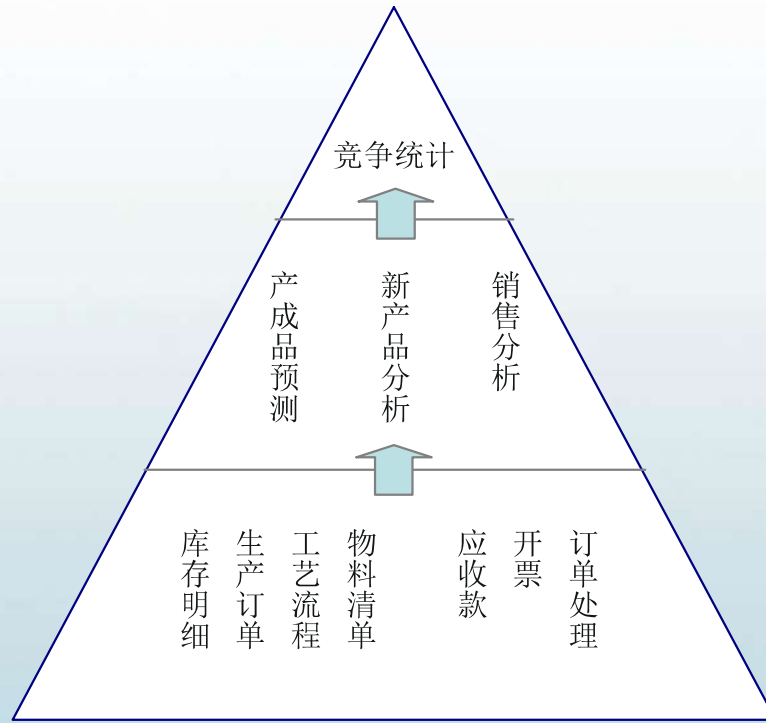 竞争统计
产成品预测
新产品分析
销售分析
库存明细
生产订单
工艺流程
物料清单
应收款
开票
订单处理